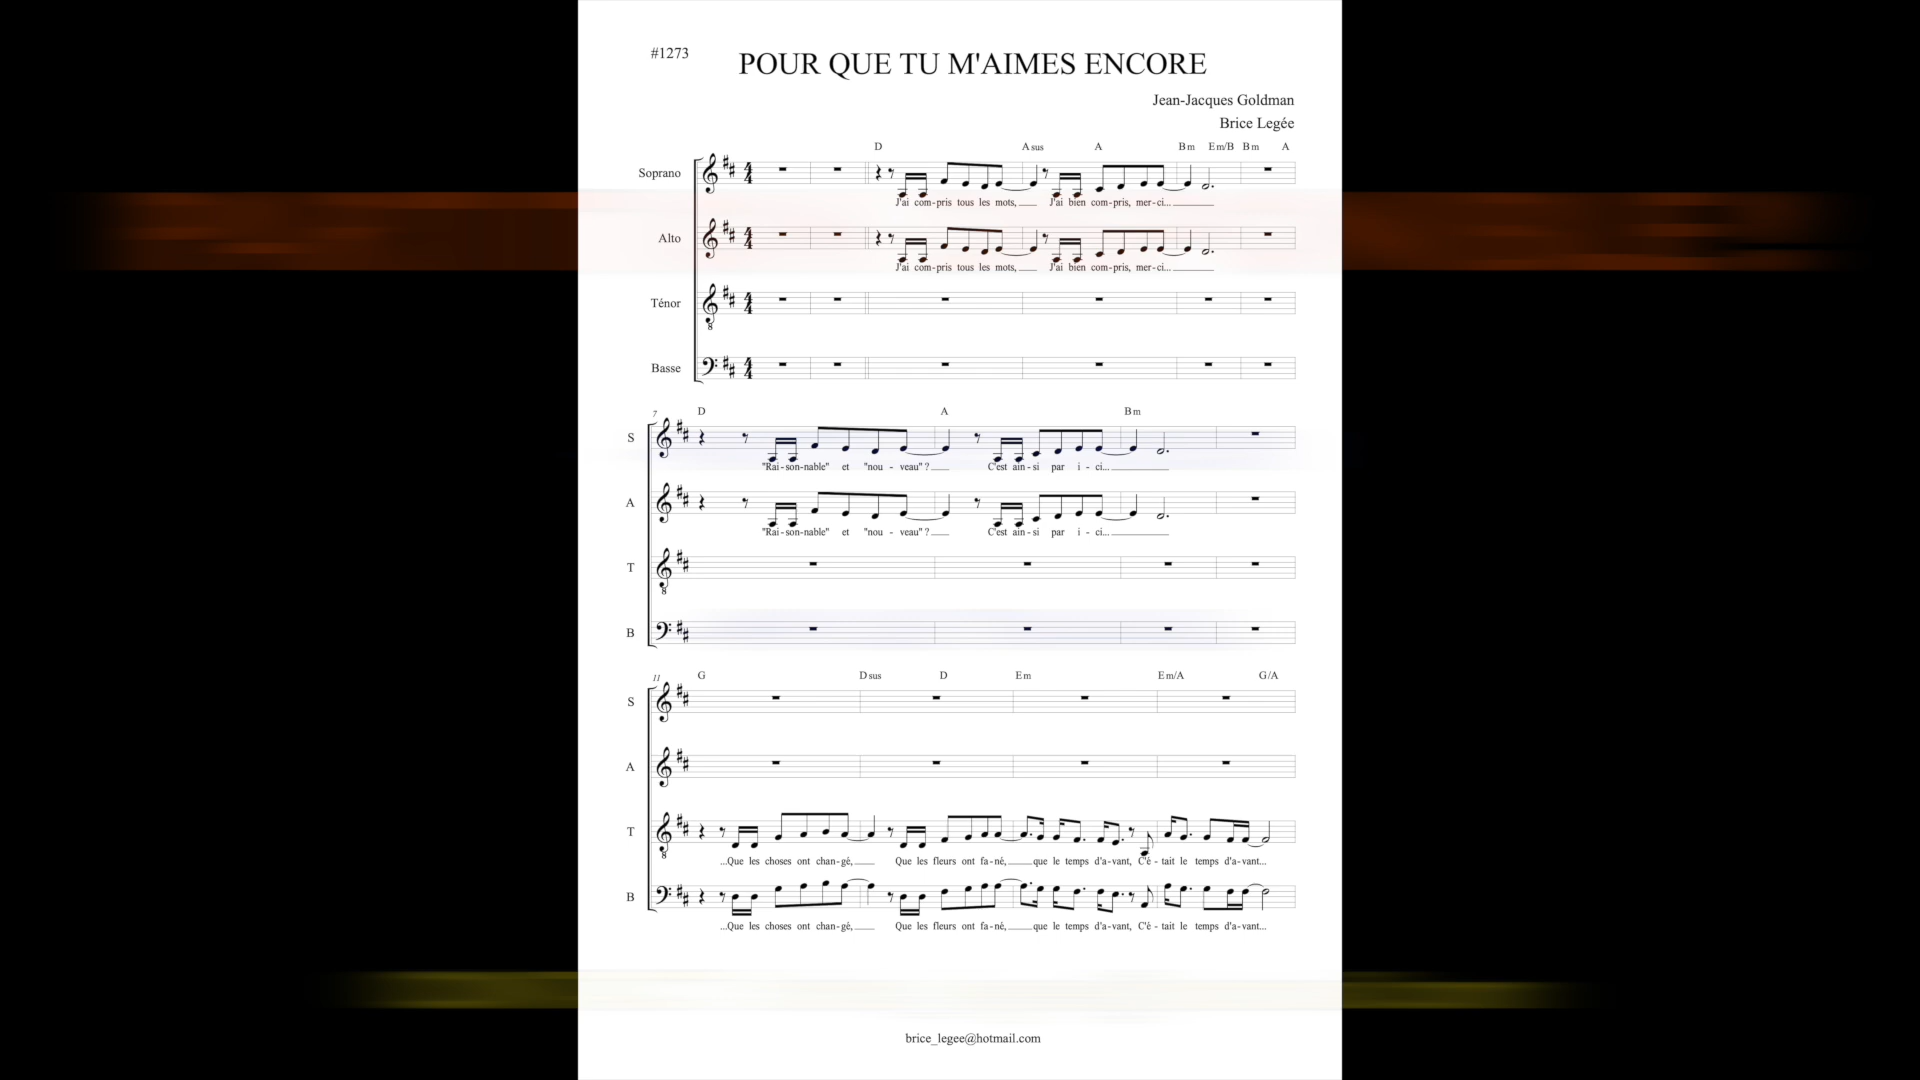 #1273
POUR QUE TU M'AIMES ENCORE
Jean-Jacques Goldman
Brice Legée
D Asus A Bm Em/B Bm A
Soprano
J'ai com-pris tous les mots, J'ai bien com-pris, mer-ci...
Alto
J'ai com-pris tous les mots, J'ai bien com-pris, mer-ci...
Ténor
8
Basse
7 D A Bm
S
"Rai-son-nable" et "nou - veau"? C'est ain-si par i - ci...
A
"Rai-son-nable" et "nou - veau"? C'est ain-si par i - ci...
T
8
B
11 G Dsus D Em Em/A G/A
S
A
T
8
...Que les choses ont chan-gé, Que les fleurs ont fa-né, que le temps d'a-vant, C'é-tait le temps d'a-vant...
B
...Que les choses ont chan-gé, Que les fleurs ont fa-né, que le temps d'a-vant, C'é-tait le temps d'a-vant...
brice_legee@hotmail.com